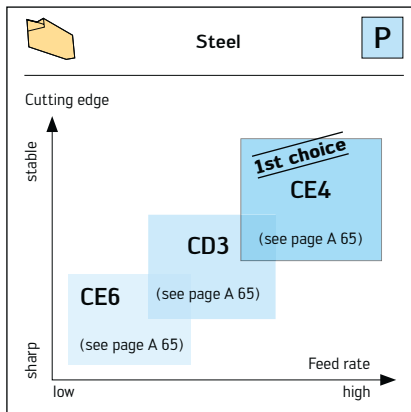 Steel
P
Cutting edge
stable
1st choice
CE4
(see page A 65)
CD3
(see page A 65)
CE6
(see page A 65)
sharp
Feed rate
low
high